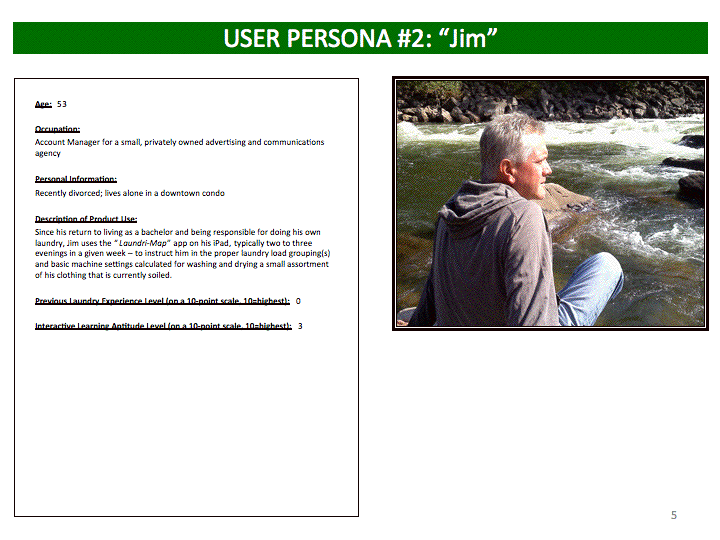 USER PERSONA #2: “Jim”
Age: 53
Occupation:
Account Manager for a small, privately owned advertising and communications
agency
Personal Information:
Recently divorced; lives alone in a downtown condo
Description of Product Use:
Since his return to living as a bachelor and being responsible for doing his own
laundry, Jim uses the “Laundri-Map” app on his iPad, typically two to three
evenings in a given week – to instruct him in the proper laundry load grouping(s)
and basic machine settings calculated for washing and drying a small assortment
of his clothing that is currently soiled.
Previous Laundry Experience Level (on a 10-point scale, 10=highest): 0
Interactive Learning Aptitude Level (on a 10-point scale, 10=highest): 3
5